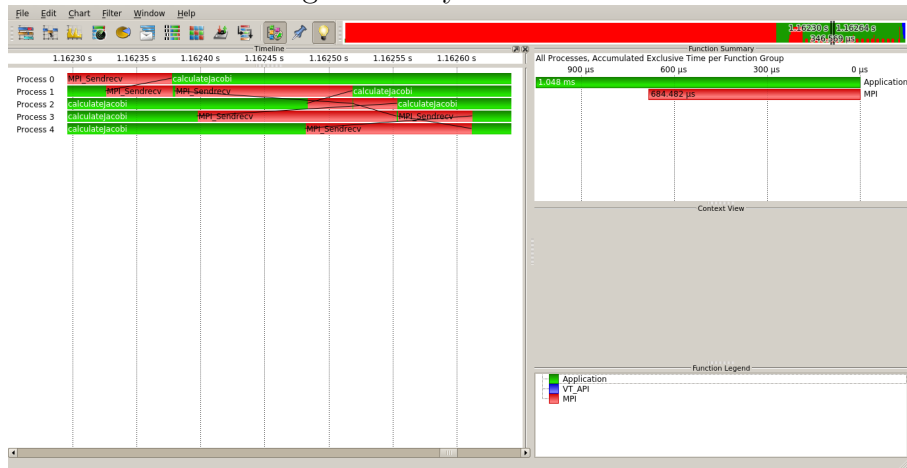 File Edit Chart Filter Window Help
1.16230 s 1.16264 s
346.569 µs
Timeline
1.16230 s 1.16235 s 1.16240 s 1.16245 s 1.16250 s 1.16255 s 1.16260 s
Process 0 MPI_Sendrecv calculateJacobi
Process 1 MPI_Sendrecv MPI_Sendrecv calculateJacobi
Process 2 calculateJacobi calculateJacobi
Process 3 calculateJacobi MPI_Sendrecv MPI_Sendrecv
Process 4 calculateJacobi MPI_Sendrecv
Function Summary
All Processes, Accumulated Exclusive Time per Function Group
900 µs 600 µs 300 µs 0 µs
1.048 ms Application
684.482 µs MPI
Context View
Function Legend
Application
VT_API
MPI